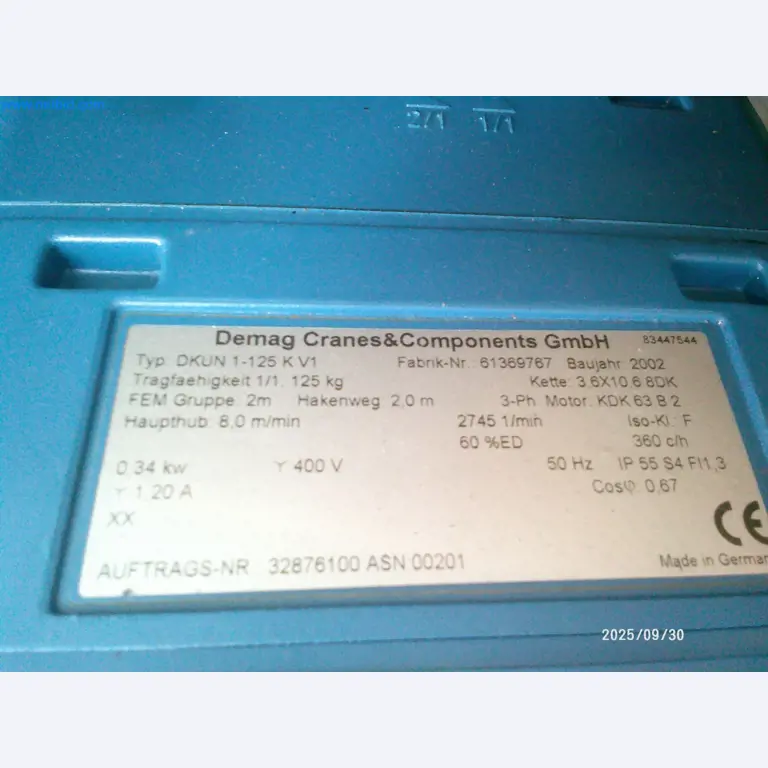 2/1 1/1
Demag Cranes&Components GmbH 83447544
Typ: DKUN 1-125 K V1 Fabrik-Nr.: 61369767 Baujahr: 2002
Tragfaehigkeit 1/1: 125 kg Kette: 3,6X10,6 8DK
FEM Gruppe: 2m Hakenweg: 2,0 m 3-Ph. Motor: KDK 63 B 2
Haupthub: 8,0 m/min 2745 1/min Iso-Kl.: F
60 %ED 360 c/h
0.34 kw Y 400 V 50 Hz IP 55 S4 FI1,3
Y 1.20 A Cosφ 0,67
XX
CE
AUFTRAGS-NR 32876100 ASN 00201 Made in German
2025/09/30